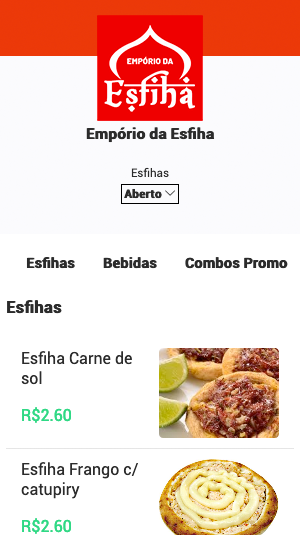 EMPÓRIO DA
Esfiha
Empório da Esfiha
Esfihas
Aberto
Esfihas Bebidas Combos Promo
Esfihas
Esfiha Carne de
sol
R$2.60
Esfiha Frango c/
catupiry
R$2.60